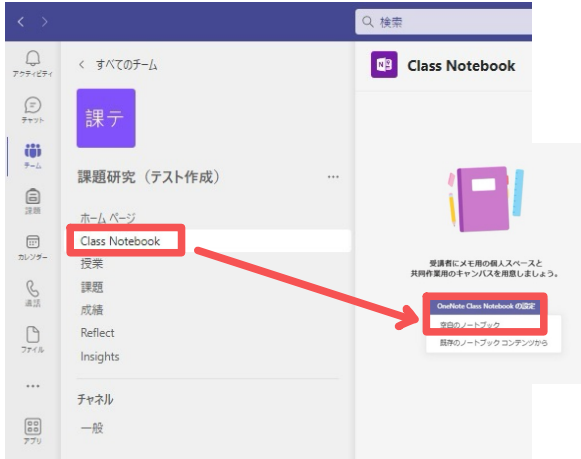 検索
アクティビティ
チャット
チーム
課題
カレンダー
通話
ファイル
アプリ
すべてのチーム
課テ
課題研究（テスト作成）
ホーム ページ
Class Notebook
授業
課題
成績
Reflect
Insights
チャネル
一般
Class Notebook
受講者にメモ用の個人スペースと
共同作業用のキャンバスを用意しましょう。
OneNote Class Notebook の設定
空白のノートブック
既存のノートブック コンテンツから